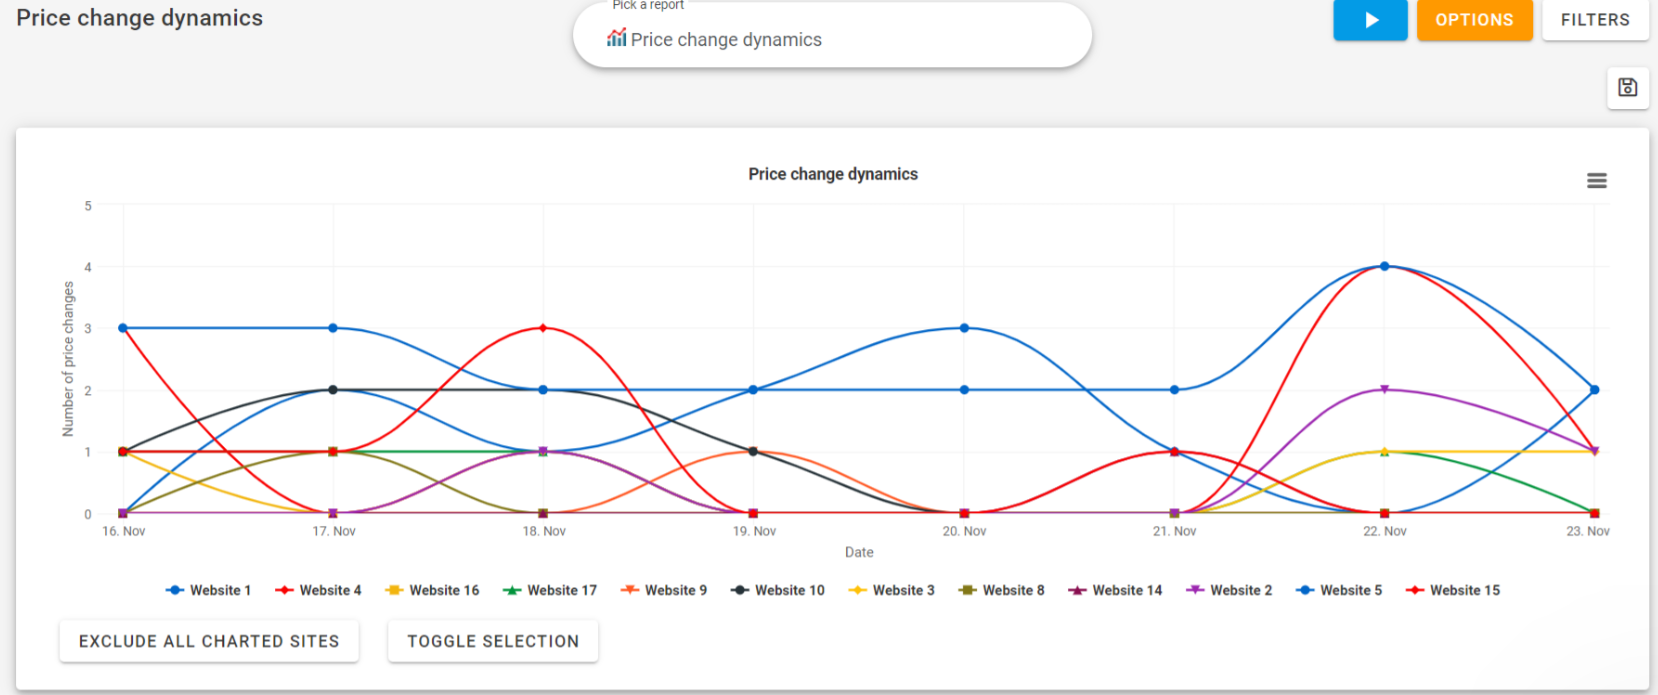 Price change dynamics
Pick a report
Price change dynamics
OPTIONS
FILTERS
Price change dynamics
Number of price changes
5
4
3
2
1
0
16. Nov 17. Nov 18. Nov 19. Nov 20. Nov 21. Nov 22. Nov 23. Nov
Date
Website 1 Website 4 Website 16 Website 17 Website 9 Website 10 Website 3 Website 8 Website 14 Website 2 Website 5 Website 15
EXCLUDE ALL CHARTED SITES
TOGGLE SELECTION